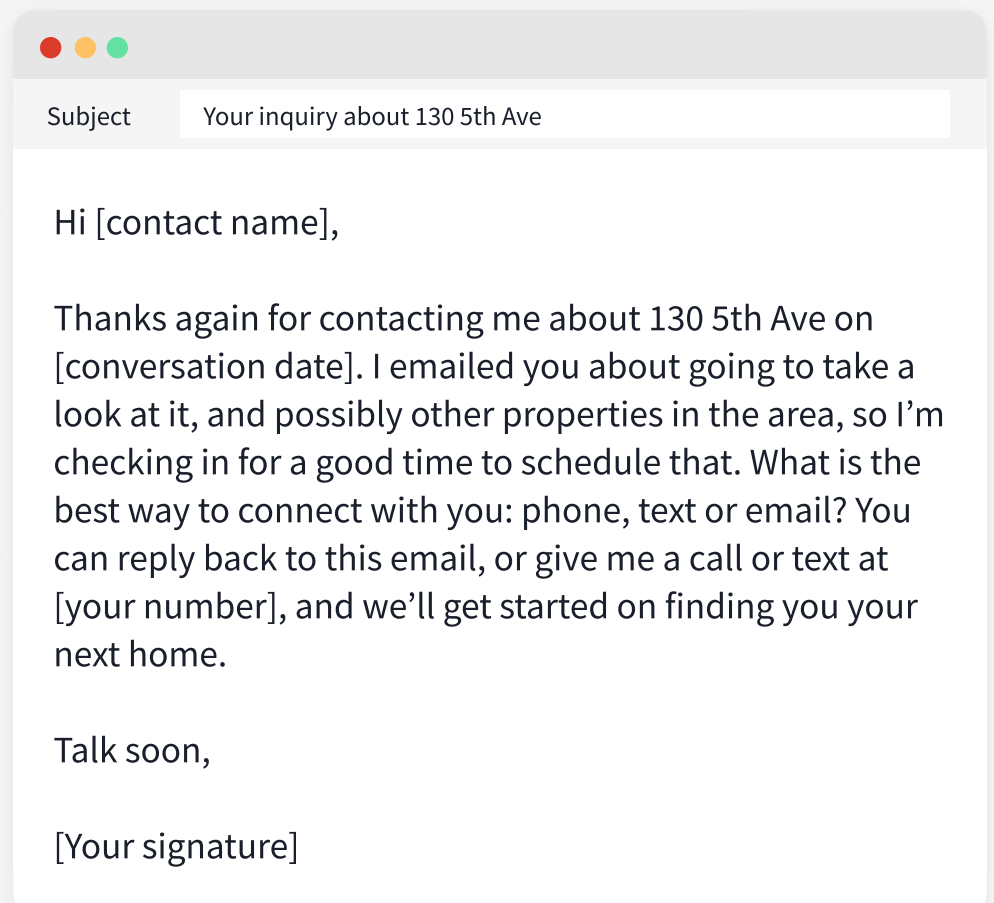 Subject
Your inquiry about 130 5th Ave
Hi [contact name],
Thanks again for contacting me about 130 5th Ave on
[conversation date]. I emailed you about going to take a
look at it, and possibly other properties in the area, so I’m
checking in for a good time to schedule that. What is the
best way to connect with you: phone, text or email? You
can reply back to this email, or give me a call or text at
[your number], and we’ll get started on finding you your
next home.
Talk soon,
[Your signature]